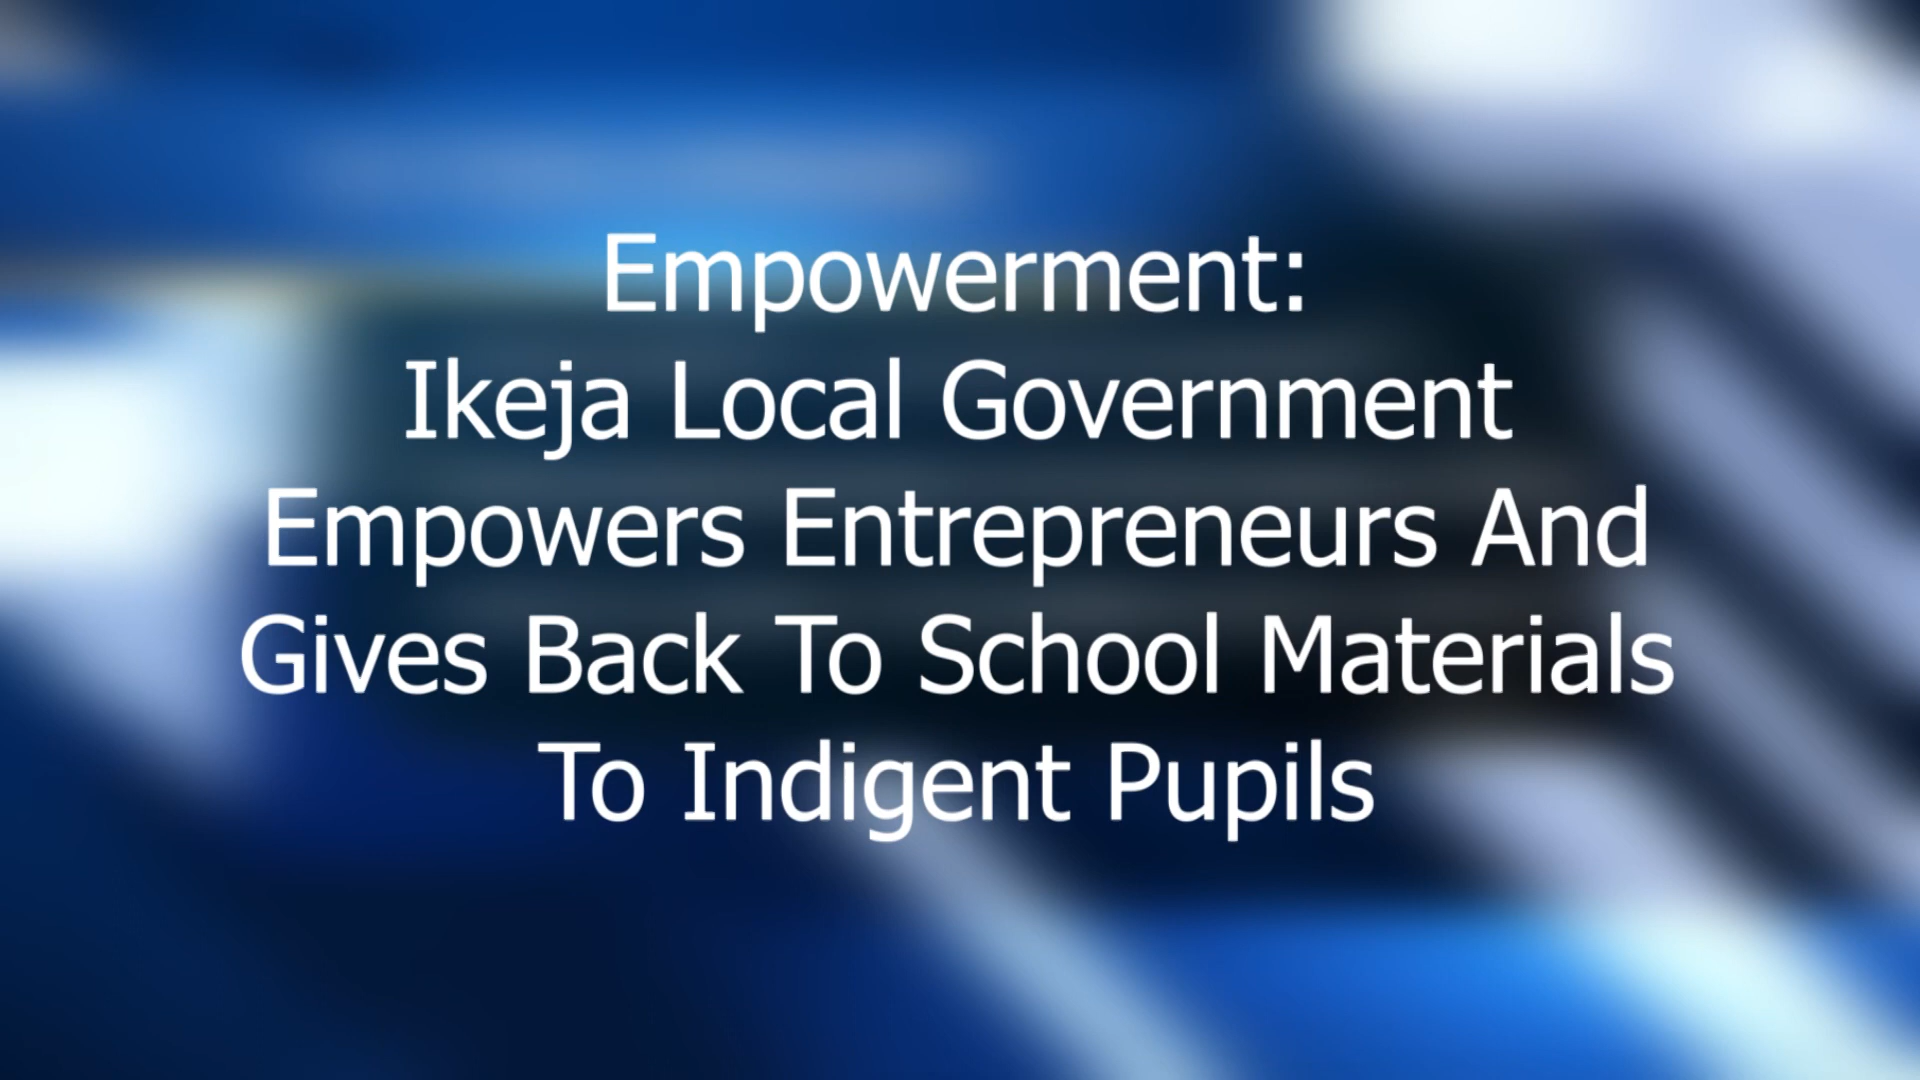 Empowerment:
Ikeja Local Government
Empowers Entrepreneurs And
Gives Back To School Materials
To Indigent Pupils